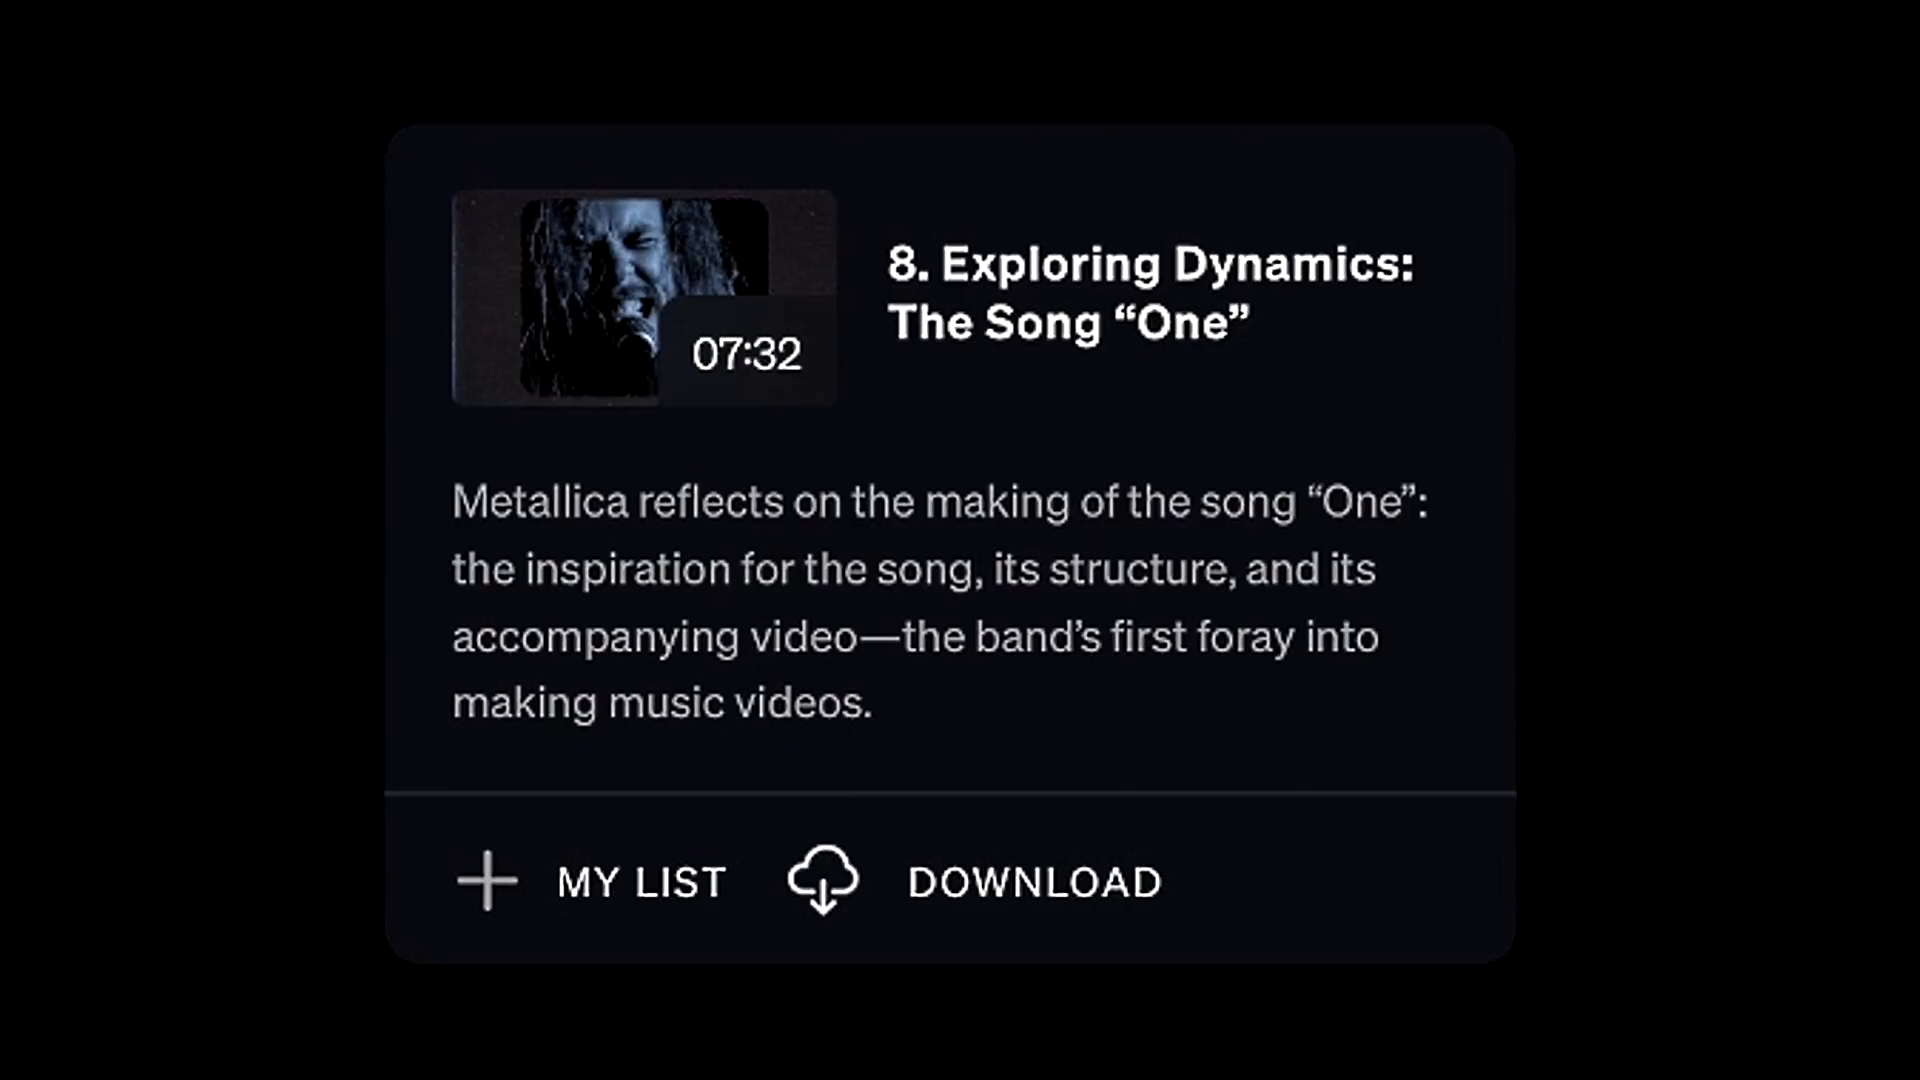 07:32
8. Exploring Dynamics:
The Song “One”
Metallica reflects on the making of the song “One”:
the inspiration for the song, its structure, and its
accompanying video—the band’s first foray into
making music videos.
MY LIST
DOWNLOAD